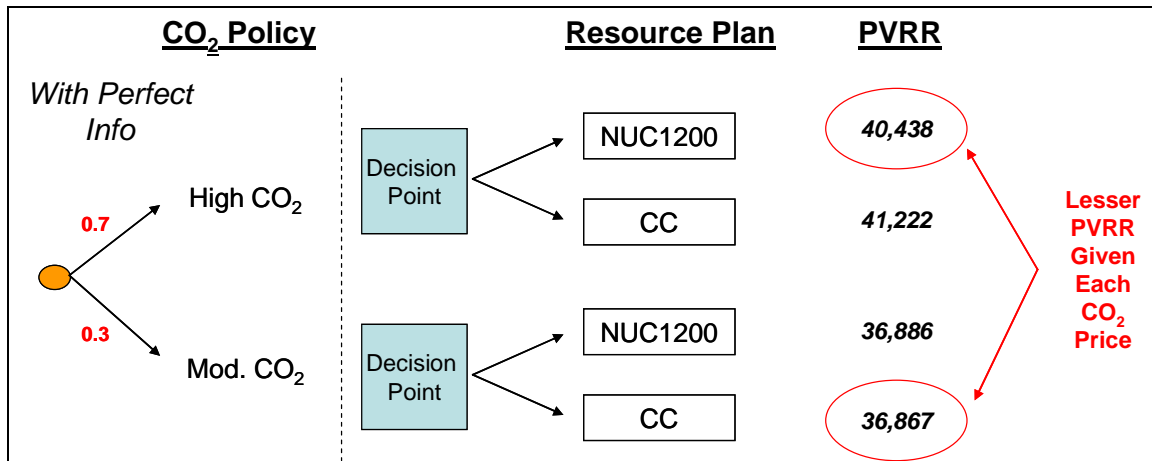 CO₂ Policy
Resource Plan
PVRR
With Perfect
Info
High CO₂
0.7
0.3
Mod. CO₂
Decision
Point
NUC1200
40,438
CC
41,222
Decision
Point
NUC1200
36,886
CC
36,867
Lesser
PVRR
Given
Each
CO₂
Price